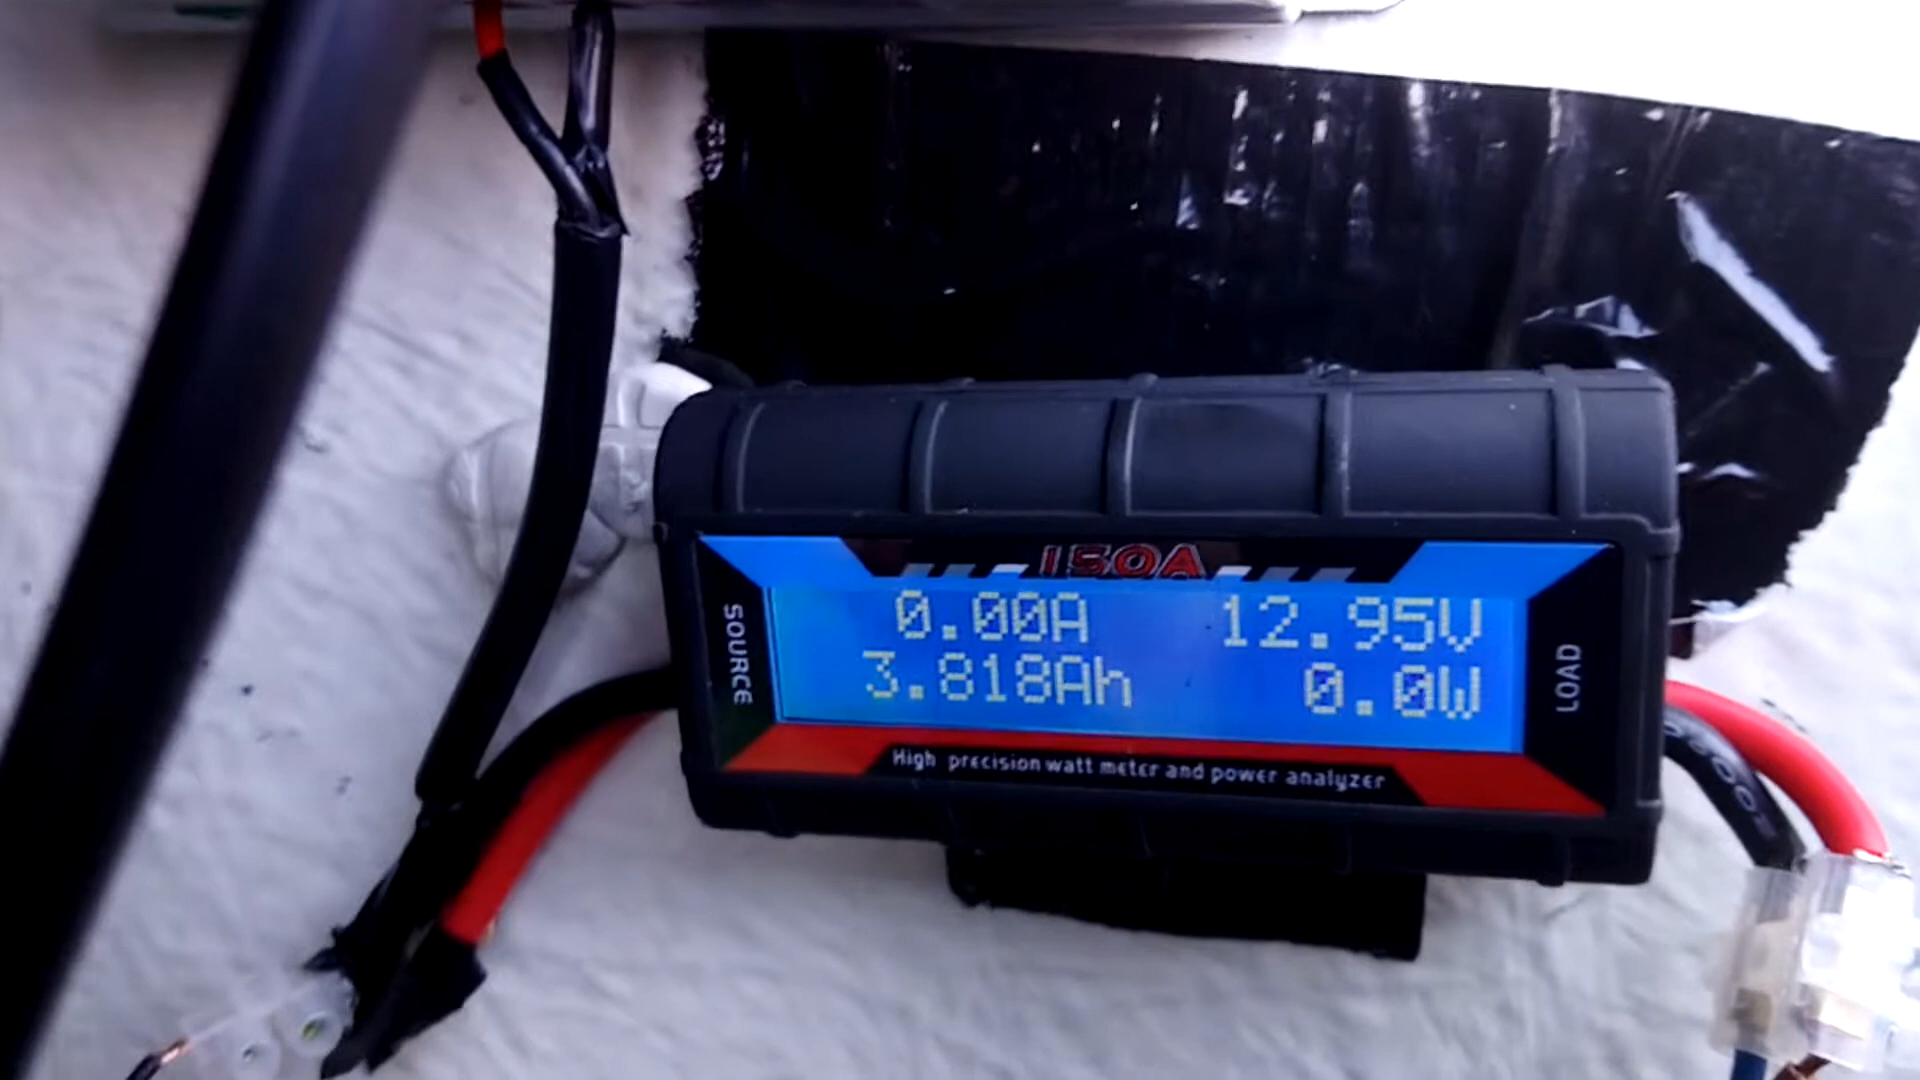 150A
SOURCE
0.00A 12.95V
3.818Ah 0.0W
LOAD
High precision watt meter and power analyzer